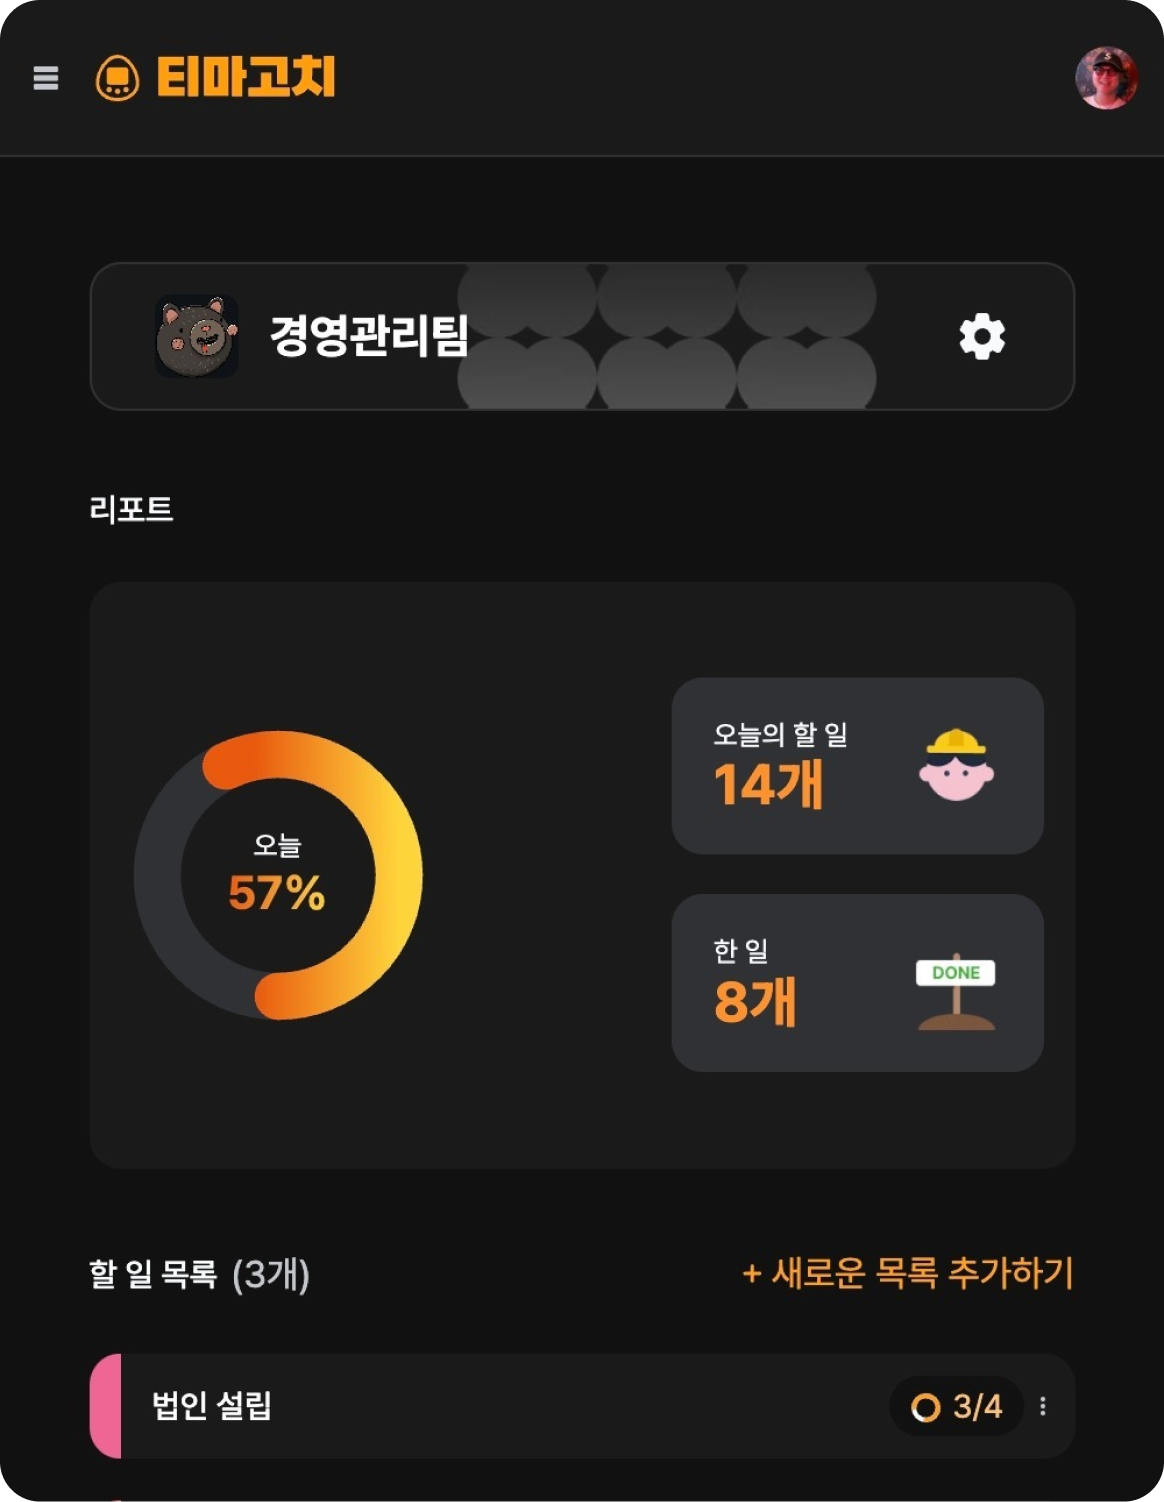 티마고치
경영관리팀
리포트
오늘
57%
오늘의 할 일
14개
한 일
8개
DONE
할 일 목록 (3개)
+ 새로운 목록 추가하기
법인 설립
3/4